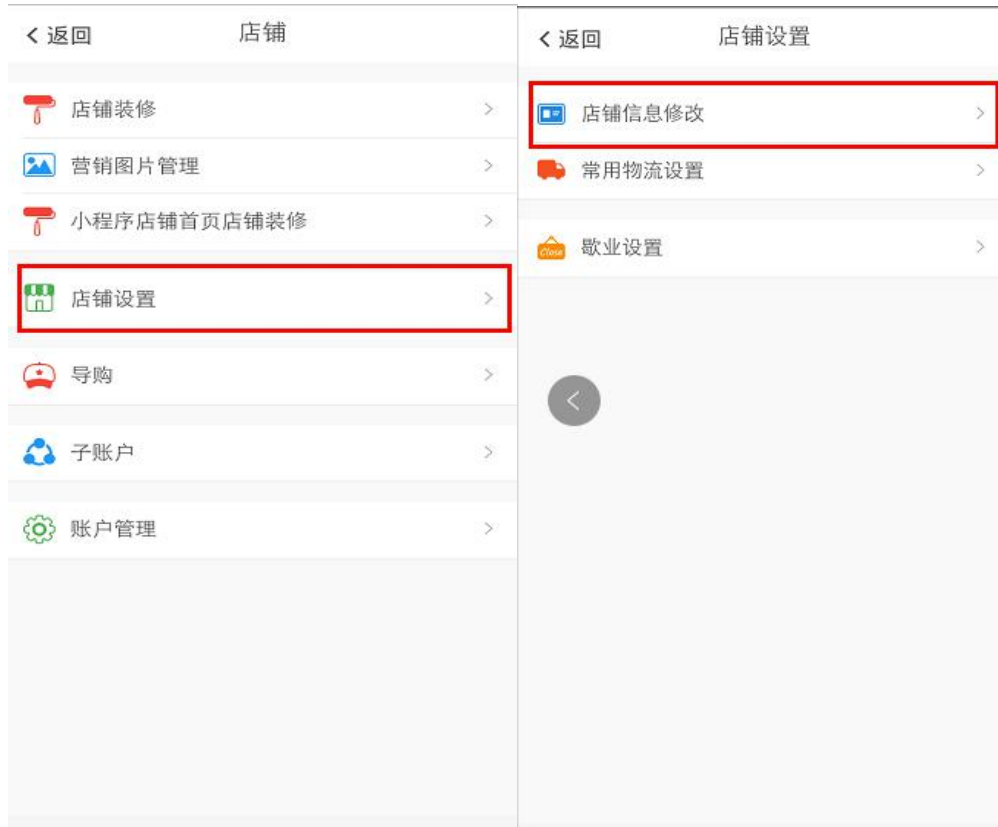 返回
店铺
店铺装修
营销图片管理
小程序店铺首页店铺装修
店铺设置
导购
子账户
账户管理
返回
店铺设置
店铺信息修改
常用物流设置
Close
歇业设置